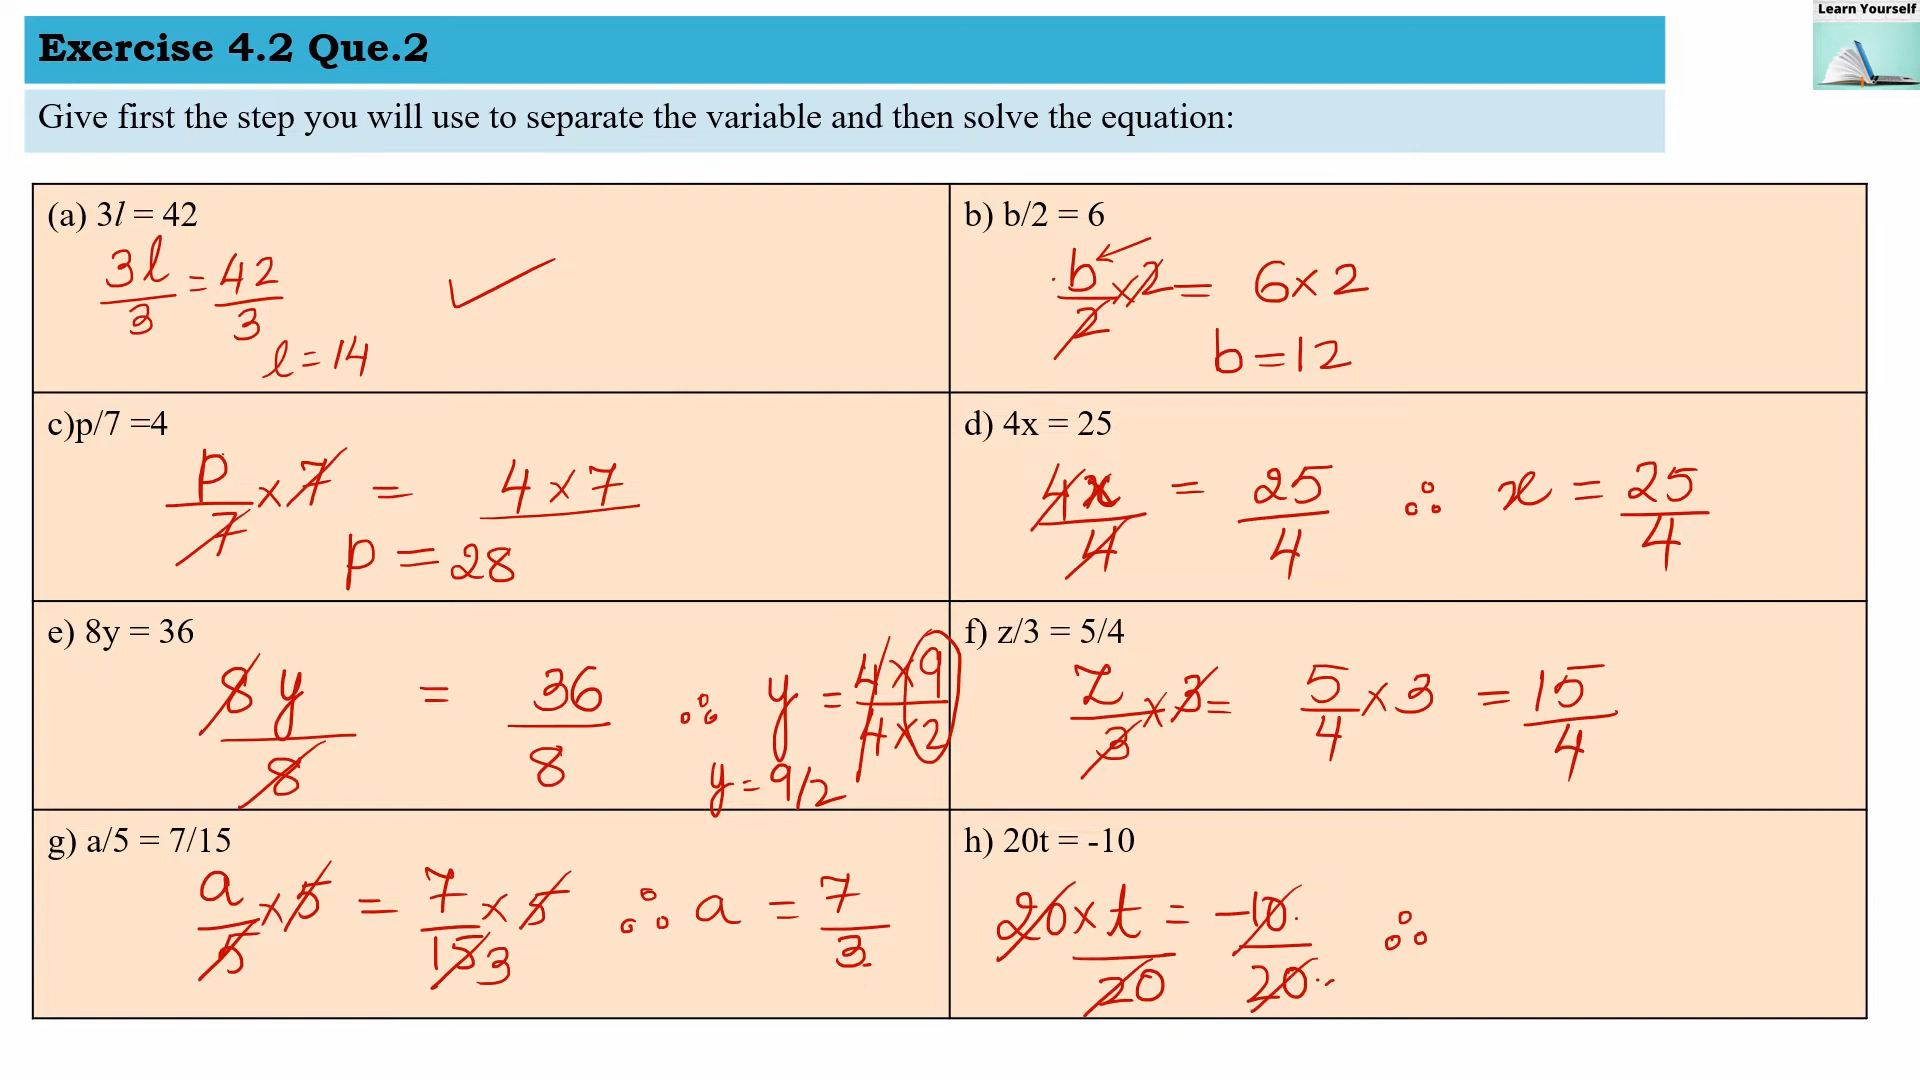 Learn Yourself
Exercise 4.2 Que.2
Give first the step you will use to separate the variable and then solve the equation:
(a) 3l = 42
3l/3 = 42/3
l = 14
b) b/2 = 6
b/2 × 2 = 6 × 2
b = 12
c)p/7 =4
p/7 × 7 = 4 × 7
p = 28
d) 4x = 25
4x/4 = 25/4 ∴ x = 25/4
e) 8y = 36
8y/8 = 36/8 ∴ y = 4×9/4×2
y = 9/2
f) z/3 = 5/4
z/3 × 3 = 5/4 × 3 = 15/4
g) a/5 = 7/15
a/5 × 5 = 7/15 3 × 5 ∴ a = 7/3
h) 20t = -10
20 × t/20 = -10/20 ∴